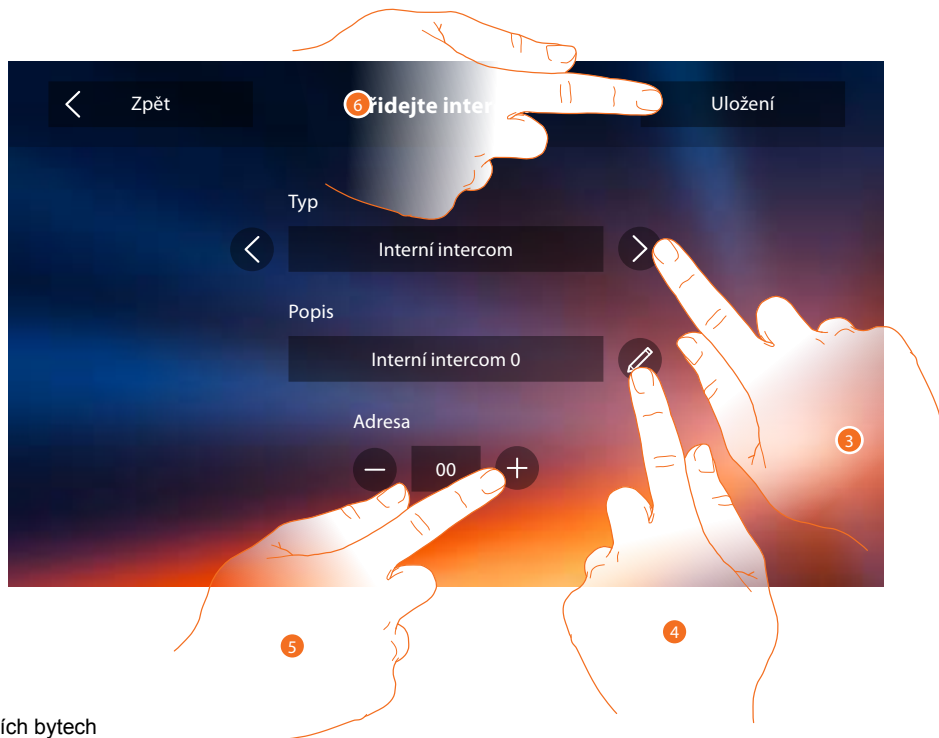 Zpět
6 řidejte inter
Uložení
Typ
Interní intercom
Popis
Interní intercom 0
3
Adresa
00
5
4
ích bytech